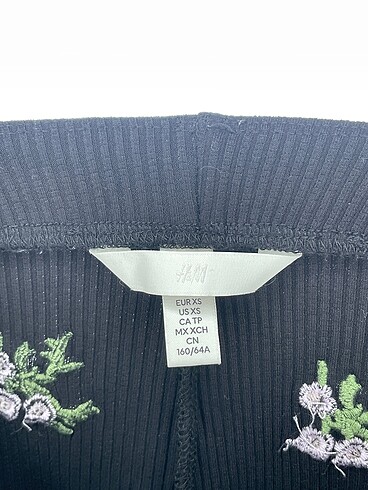 H&M
EUR XS
US XS
CA TP
MX XCH
CN
160/64A